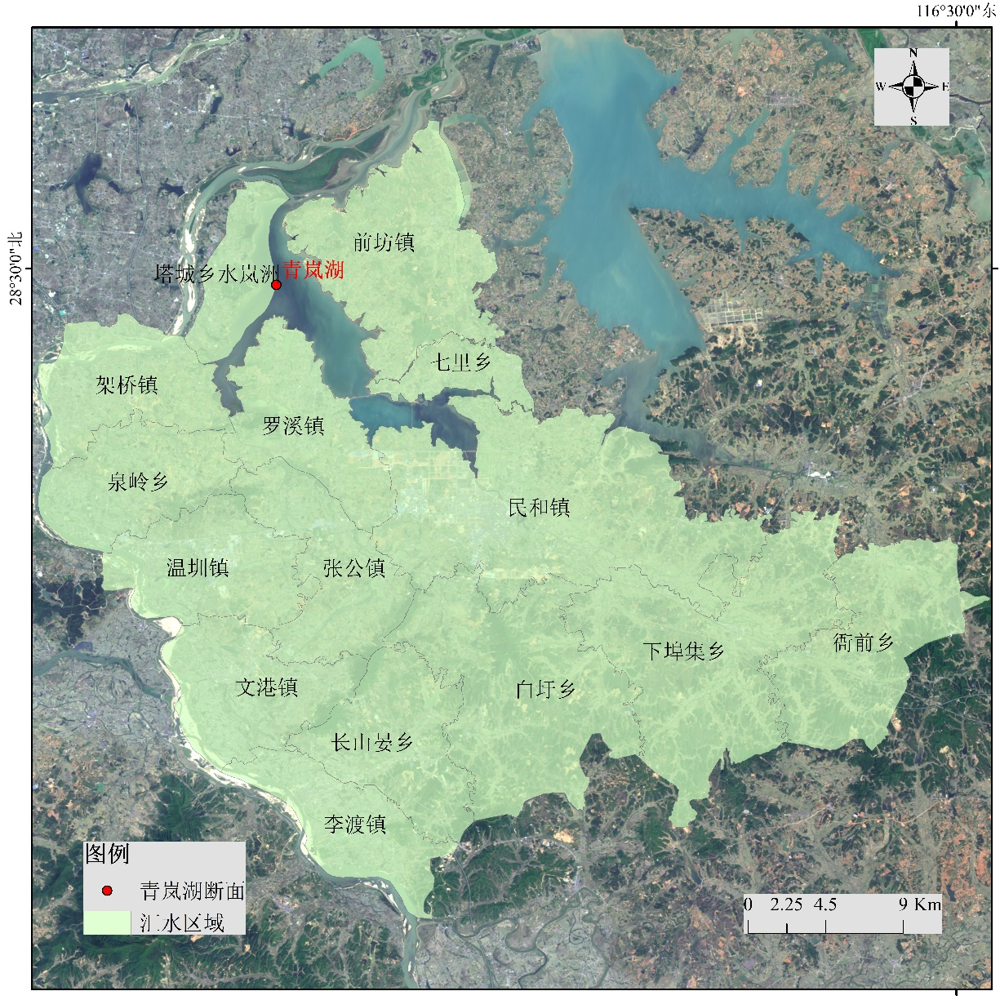 116°30'0"东
N
W
E
S
28°30'0"北
前坊镇
塔城乡水岚洲
青岚湖
七里乡
架桥镇
罗溪镇
泉岭乡
民和镇
温圳镇
张公镇
衙前乡
下埠集乡
文港镇
白圩乡
长山晏乡
李渡镇
图例
青岚湖断面
汇水区域
0 2.25 4.5 9 Km